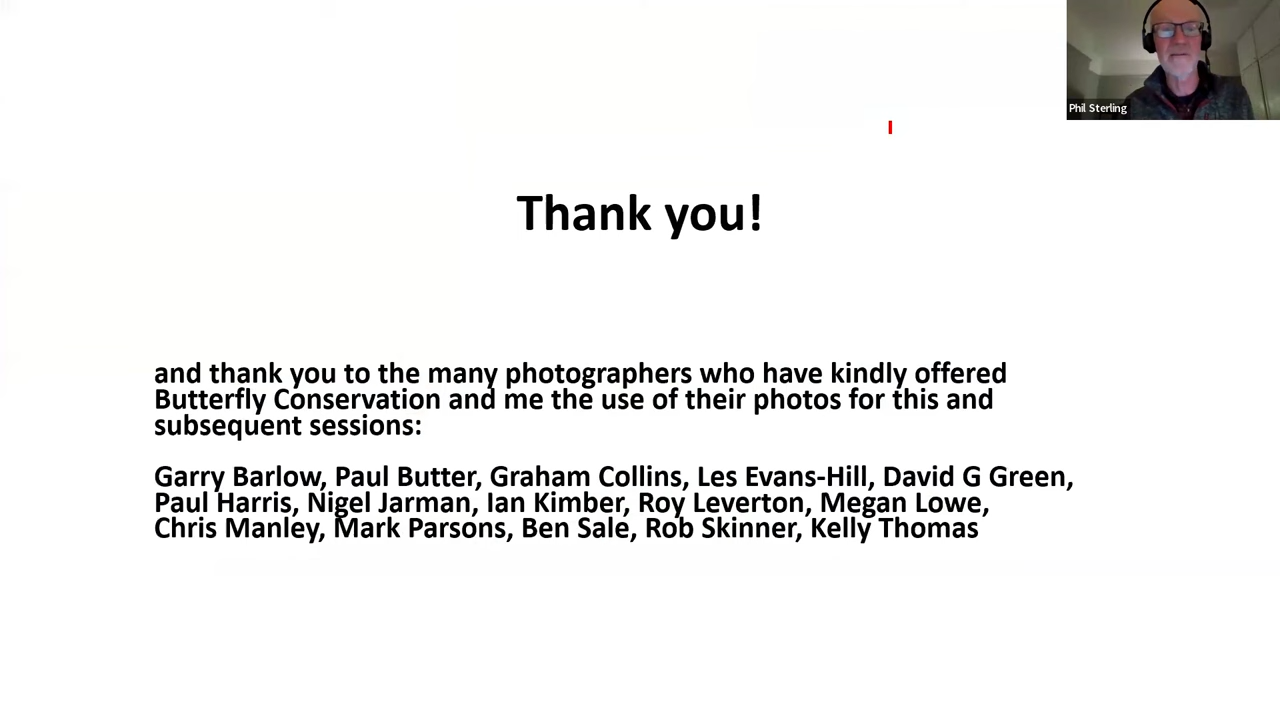 Phil Sterling
Thank you!
and thank you to the many photographers who have kindly offered
Butterfly Conservation and me the use of their photos for this and
subsequent sessions:
Garry Barlow, Paul Butter, Graham Collins, Les Evans-Hill, David G Green,
Paul Harris, Nigel Jarman, Ian Kimber, Roy Leverton, Megan Lowe,
Chris Manley, Mark Parsons, Ben Sale, Rob Skinner, Kelly Thomas